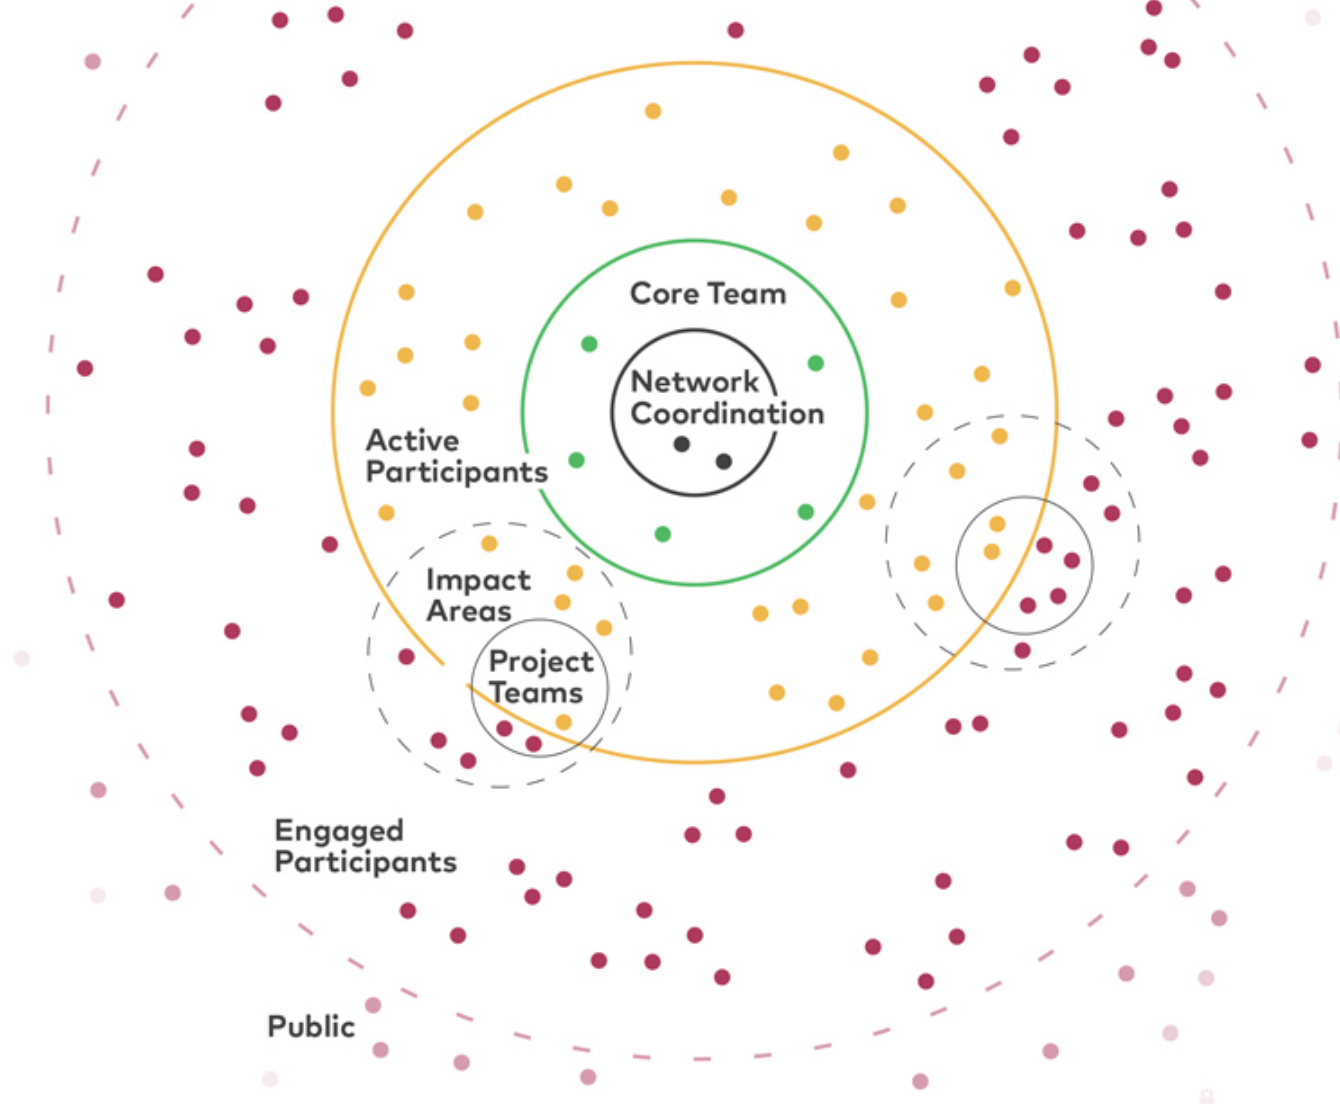 Core Team
Network
Coordination
Active
Participants
Impact
Areas
Project
Teams
Engaged
Participants
Public